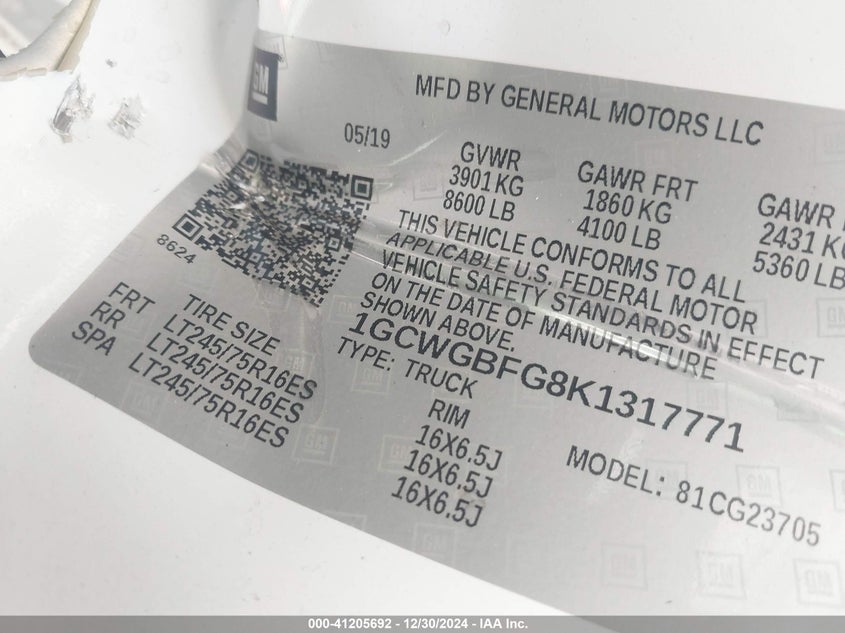 GM
MFD BY GENERAL MOTORS LLC
05/19
GVWR
3901 KG
8600 LB
GAWR FRT
1860 KG
4100 LB
GAWR
2431 KG
5360 LB
8624
THIS VEHICLE CONFORMS TO ALL
APPLICABLE U.S. FEDERAL MOTOR
VEHICLE SAFETY STANDARDS IN EFFECT
ON THE DATE OF MANUFACTURE
SHOWN ABOVE.
1GCWGBFG8K1317771
TYPE: TRUCK
MODEL: 81CG23705
TIRE SIZE
RIM
FRT LT245/75R16ES 16X6.5J
RR LT245/75R16ES 16X6.5J
SPA LT245/75R16ES 16X6.5J
000-41205692 - 12/30/2024 - IAA Inc.